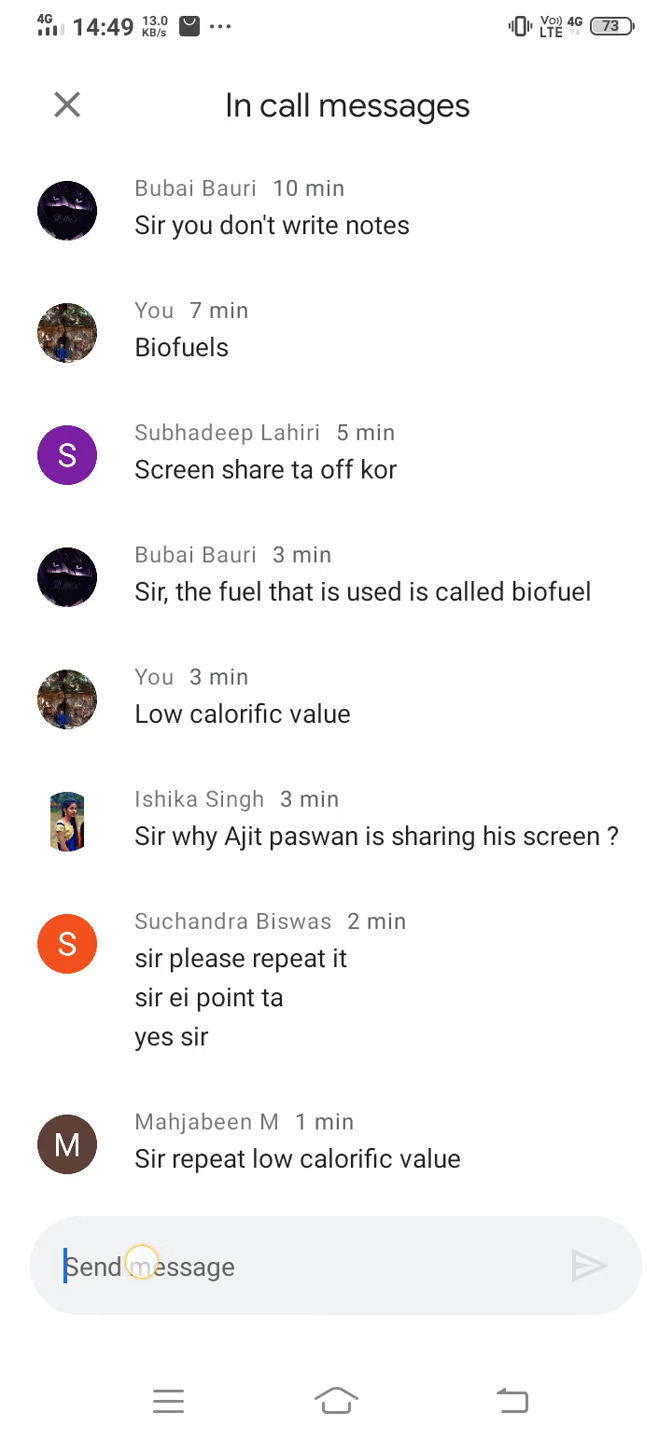 4G 14:49 13.0 KB/s ... Vo)) LTE 4G 73
In call messages
Bubai Bauri 10 min
Sir you don't write notes
You 7 min
Biofuels
S Subhadeep Lahiri 5 min
Screen share ta off kor
Bubai Bauri 3 min
Sir, the fuel that is used is called biofuel
You 3 min
Low calorific value
Ishika Singh 3 min
Sir why Ajit paswan is sharing his screen ?
S Suchandra Biswas 2 min
sir please repeat it
sir ei point ta
yes sir
M Mahjabeen M 1 min
Sir repeat low calorific value
Send message